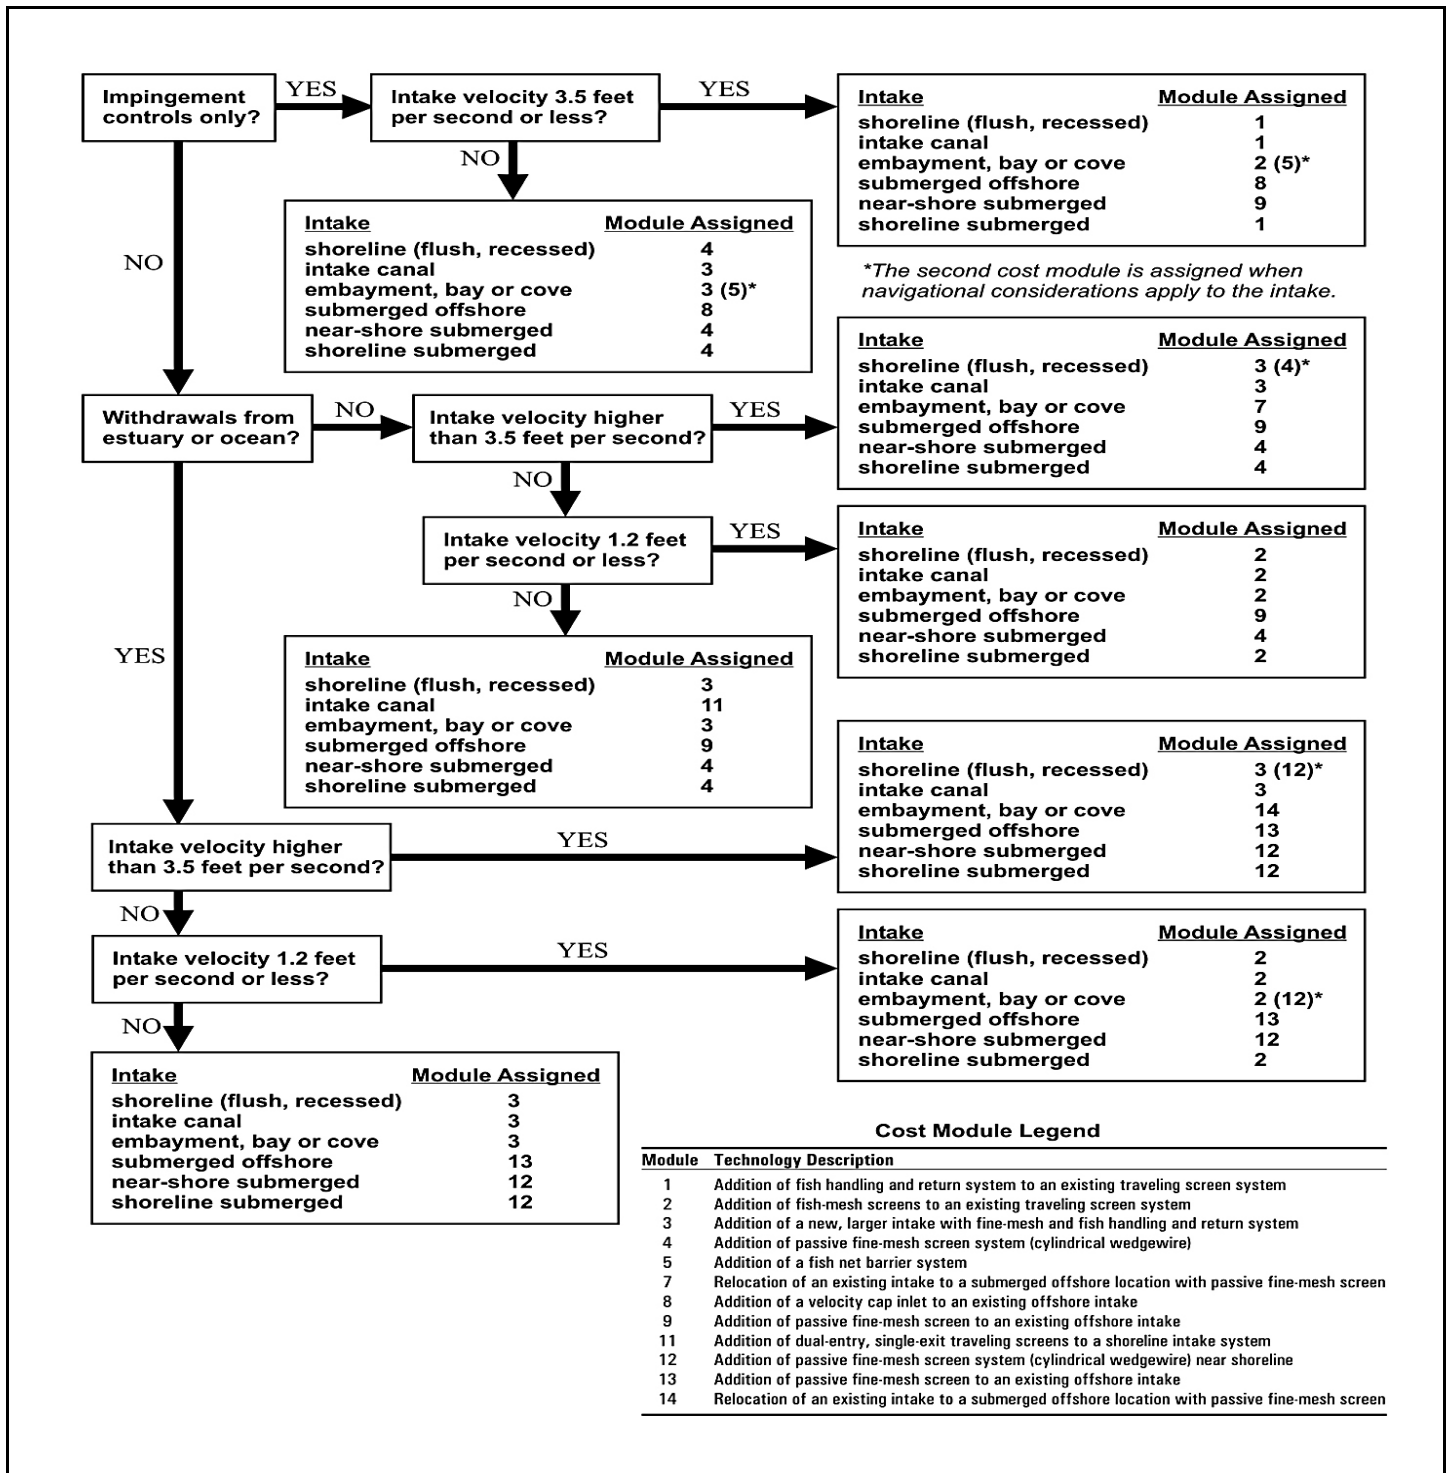 Impingement
controls only?
YES
Intake velocity 3.5 feet
per second or less?
YES
Intake Module Assigned
shoreline (flush, recessed) 1
intake canal 1
embayment, bay or cove 2 (5)*
submerged offshore 8
near-shore submerged 9
shoreline submerged 1
NO
Intake Module Assigned
shoreline (flush, recessed) 4
intake canal 3
embayment, bay or cove 3 (5)*
submerged offshore 8
near-shore submerged 4
shoreline submerged 4
NO
*The second cost module is assigned when
navigational considerations apply to the intake.
Withdrawals from
estuary or ocean?
NO
Intake velocity higher
than 3.5 feet per second?
YES
Intake Module Assigned
shoreline (flush, recessed) 3 (4)*
intake canal 3
embayment, bay or cove 7
submerged offshore 9
near-shore submerged 4
shoreline submerged 4
NO
Intake velocity 1.2 feet
per second or less?
YES
Intake Module Assigned
shoreline (flush, recessed) 2
intake canal 2
embayment, bay or cove 2
submerged offshore 9
near-shore submerged 4
shoreline submerged 2
NO
Intake Module Assigned
shoreline (flush, recessed) 3
intake canal 11
embayment, bay or cove 3
submerged offshore 9
near-shore submerged 4
shoreline submerged 4
YES
Intake velocity higher
than 3.5 feet per second?
YES
Intake Module Assigned
shoreline (flush, recessed) 3 (12)*
intake canal 3
embayment, bay or cove 14
submerged offshore 13
near-shore submerged 12
shoreline submerged 12
NO
Intake velocity 1.2 feet
per second or less?
YES
Intake Module Assigned
shoreline (flush, recessed) 2
intake canal 2
embayment, bay or cove 2 (12)*
submerged offshore 13
near-shore submerged 12
shoreline submerged 2
NO
Intake Module Assigned
shoreline (flush, recessed) 3
intake canal 3
embayment, bay or cove 3
submerged offshore 13
near-shore submerged 12
shoreline submerged 12
Cost Module Legend
Module Technology Description
1 Addition of fish handling and return system to an existing traveling screen system
2 Addition of fish-mesh screens to an existing traveling screen system
3 Addition of a new, larger intake with fine-mesh and fish handling and return system
4 Addition of passive fine-mesh screen system (cylindrical wedgewire)
5 Addition of a fish net barrier system
7 Relocation of an existing intake to a submerged offshore location with passive fine-mesh screen
8 Addition of a velocity cap inlet to an existing offshore intake
9 Addition of passive fine-mesh screen to an existing offshore intake
11 Addition of dual-entry, single-exit traveling screens to a shoreline intake system
12 Addition of passive fine-mesh screen system (cylindrical wedgewire) near shoreline
13 Addition of passive fine-mesh screen to an existing offshore intake
14 Relocation of an existing intake to a submerged offshore location with passive fine-mesh screen